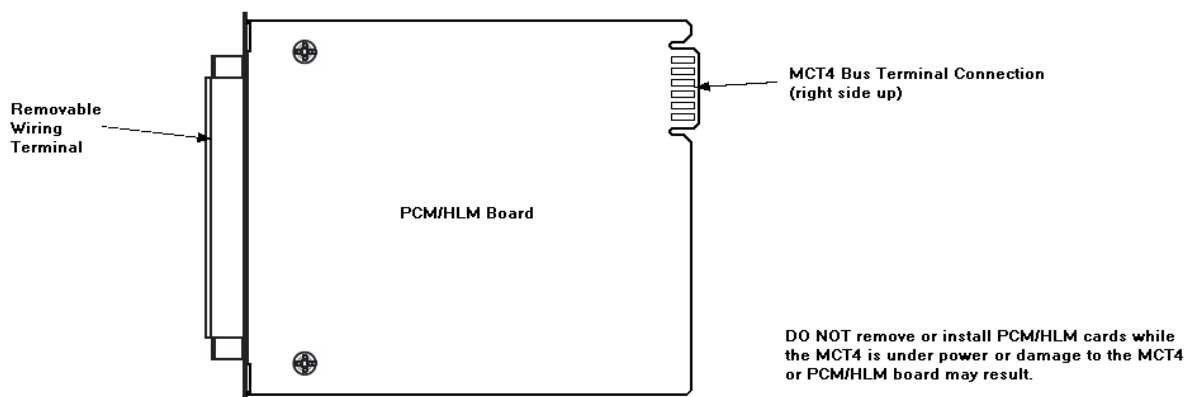 MCT4 Bus Terminal Connection
(right side up)
Removable
Wiring
Terminal
PCM/HLM Board
DO NOT remove or install PCM/HLM cards while
the MCT4 is under power or damage to the MCT4
or PCM/HLM board may result.